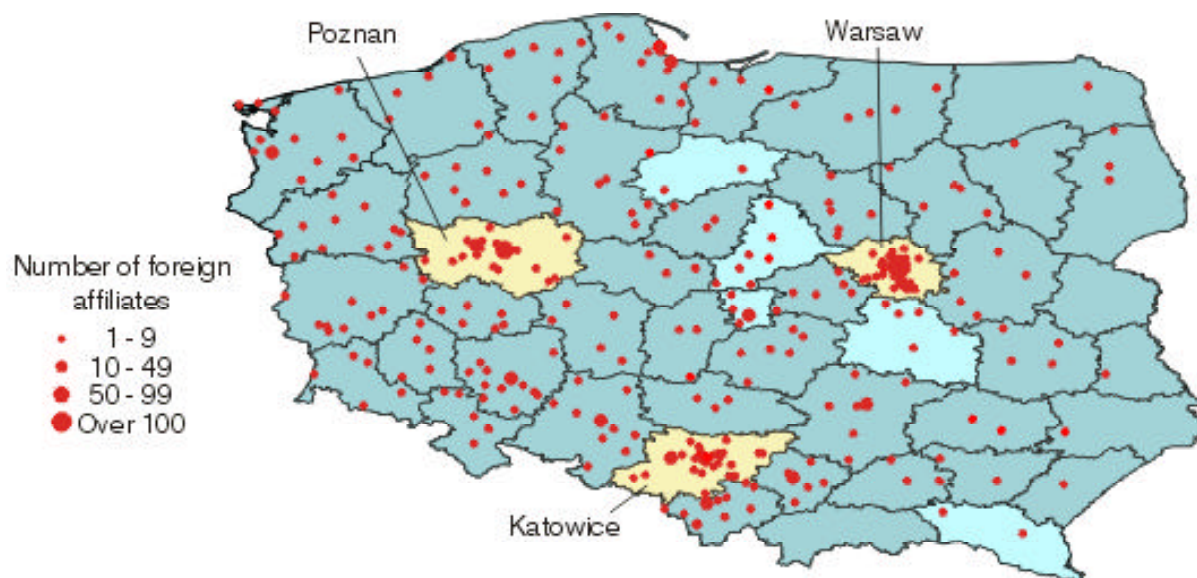 Poznan
Warsaw
Number of foreign
affiliates
1 - 9
10 - 49
50 - 99
Over 100
Katowice